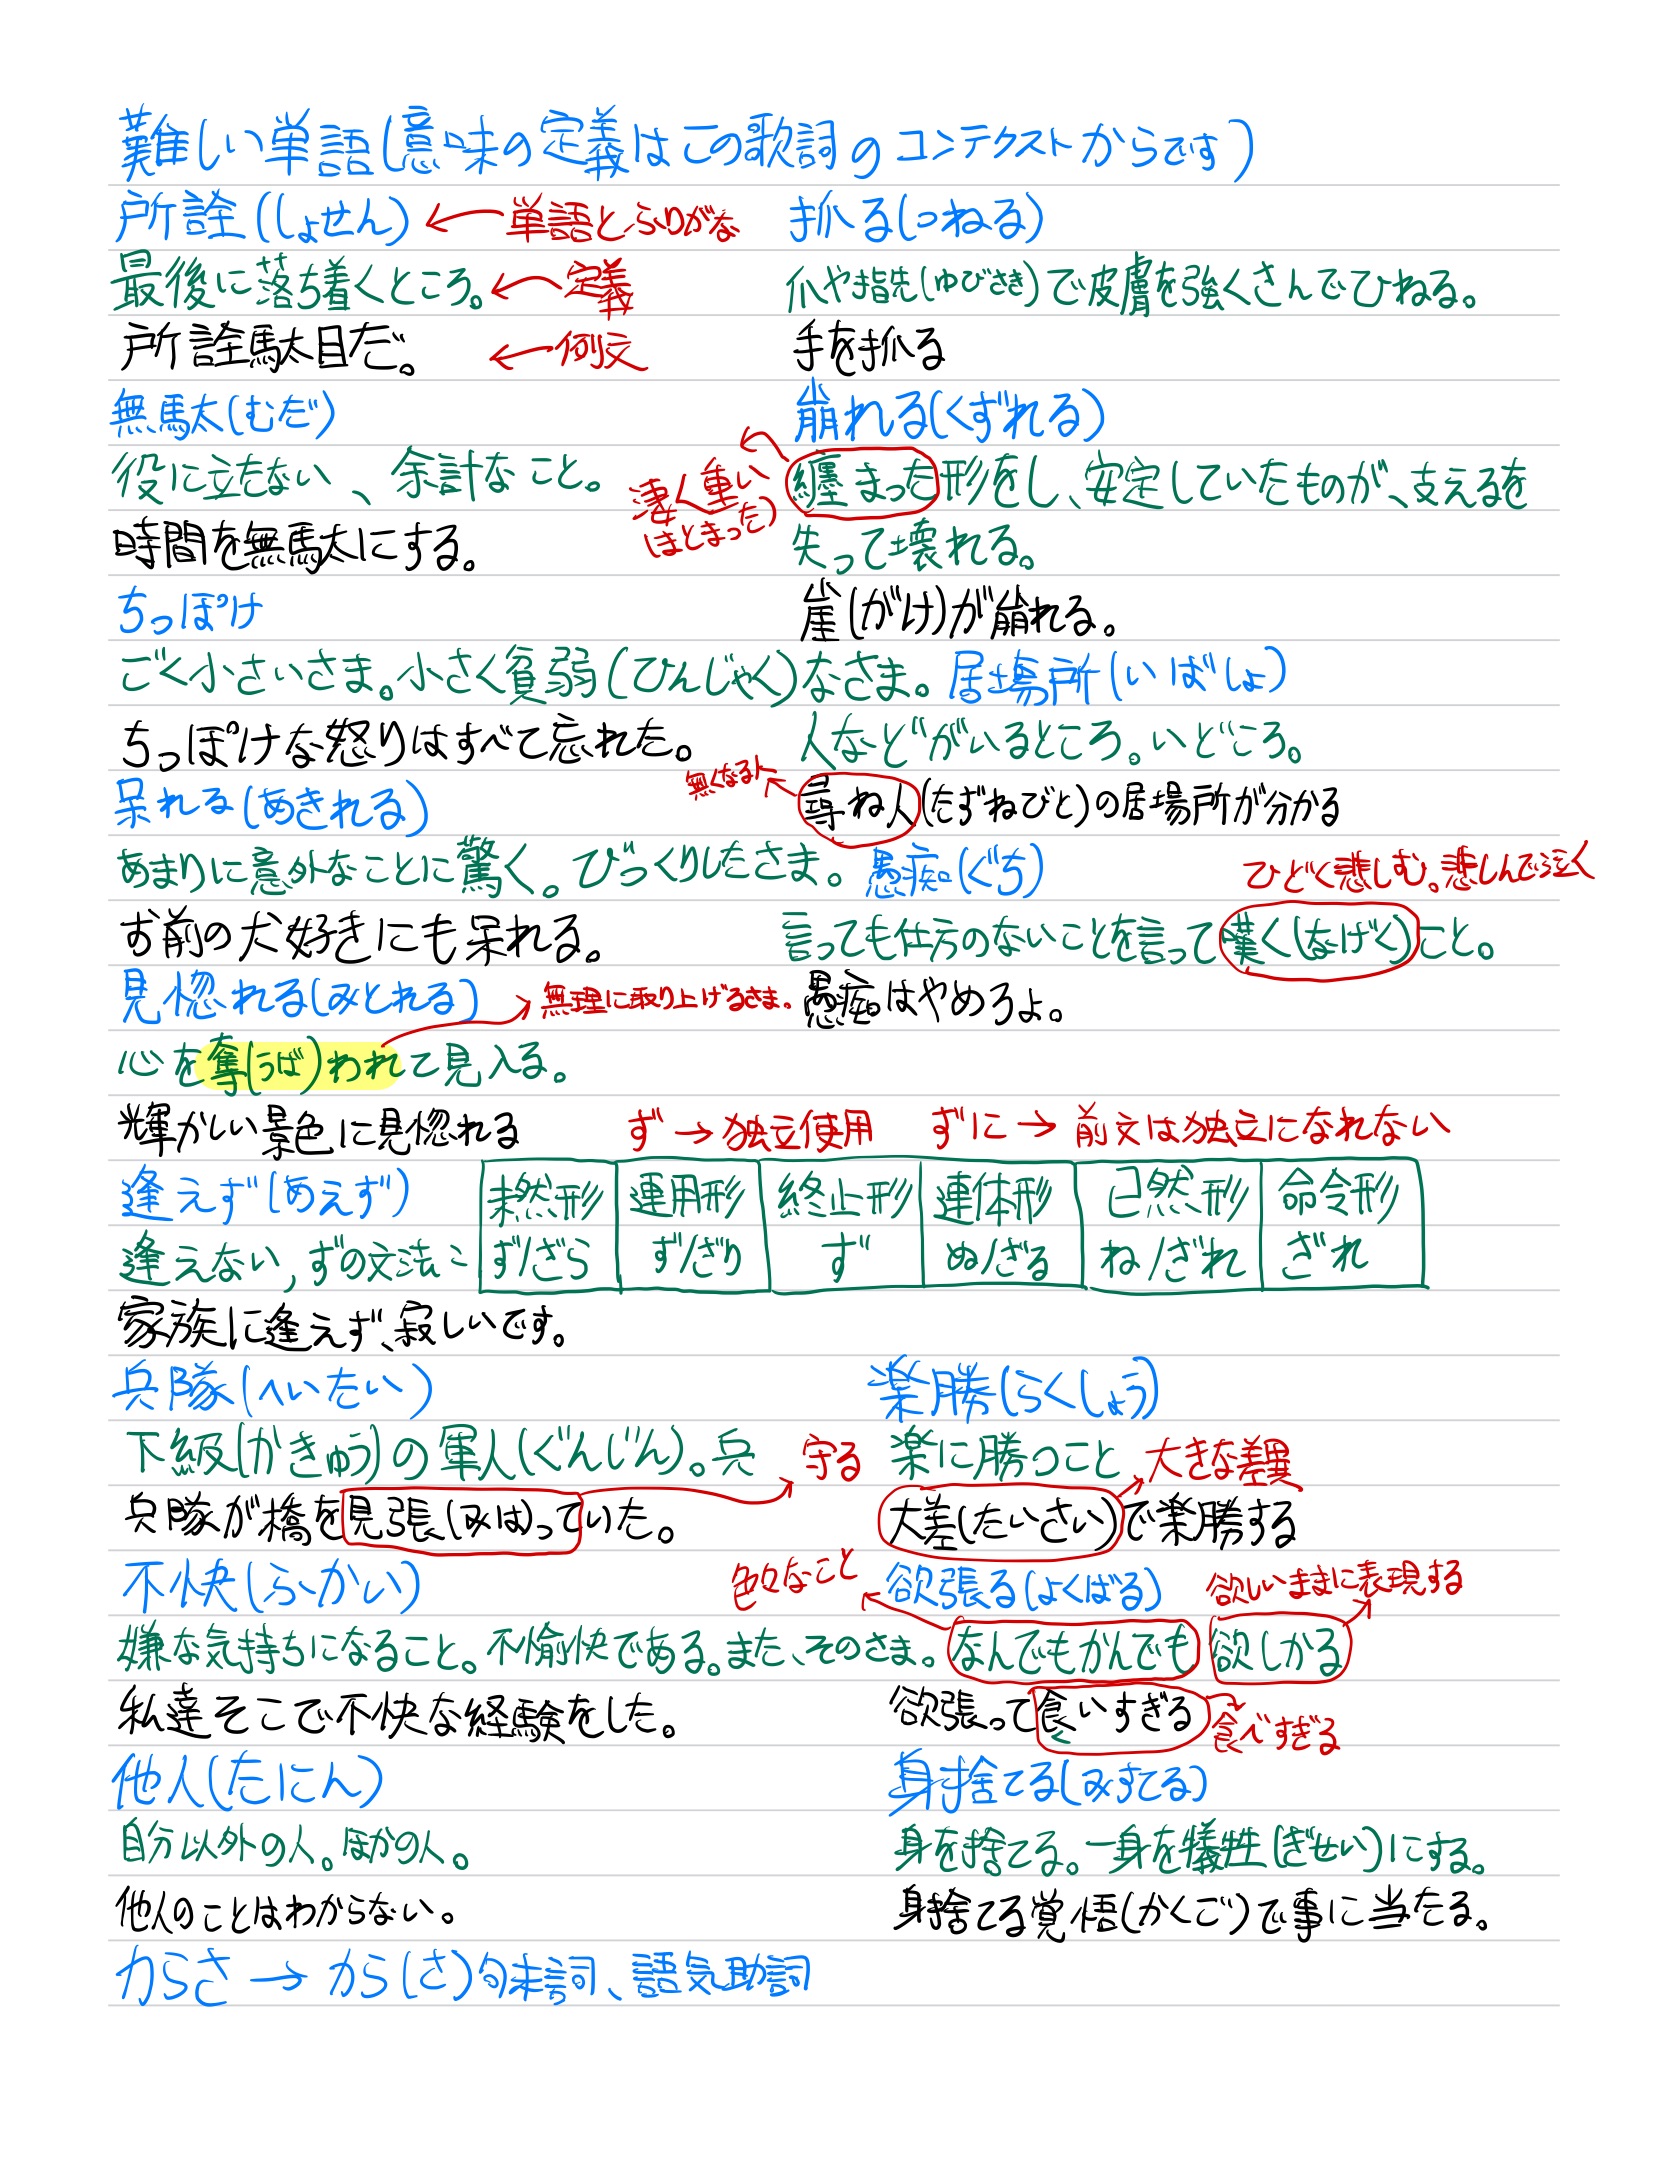 難しい単語(意味の定義はこの歌詞のコンテクストからです)
所詮(しょせん) ← 単語とふりがな
最後に落ち着くところ。← 定義
所詮駄目だ。 ← 例文
無駄(むだ)
役に立たない、余計なこと。
時間を無駄にする。
ちっぽけ
ごく小さいさま。小さく貧弱(ひんじゃく)なさま。
ちっぽけな怒りはすべて忘れた。
呆れる(あきれる)
あまりに意外なことに驚く。びっくりしたさま。
お前の犬好きにも呆れる。
見惚れる(みとれる)
心を奪(うば)われて見入る。
→ 無理に取り上げるさま。
輝かしい景色に見惚れる
抓る(つねる)
爪や指先(ゆびさき)で皮膚を強くさんでひねる。
手を抓る
崩れる(くずれる)
纏まった形をし、安定していたものが、支えるを
失って壊れる。
凄く重い
(まとまった)
崖(がけ)が崩れる。
居場所(いばしょ)
人などがいるところ。いどころ。
尋ね人(たずねびと)の居場所が分かる
無くなる人
愚痴(ぐち)
言っても仕方のないことを言って嘆く(なげく)こと。
ひどく悲しむ。悲しんで泣く
愚痴はやめろよ。
ず → 独立使用 ずに → 前文は独立になれない
逢えず(あえず)
逢えない, ずの文法:
未然形 連用形 終止形 連体形 已然形 命令形
ず/ざら ず/ざり ず ぬ/ざる ね/ざれ ざれ
家族に逢えず、寂しいです。
兵隊(へいたい)
下級(かきゅう)の軍人(ぐんじん)。兵
兵隊が橋を見張(みは)っていた。
守る
不快(ふかい)
嫌な気持ちになること。不愉快である。また、そのさま。
私達そこで不快な経験をした。
他人(たにん)
自分以外の人。ほかの人。
他人のことはわからない。
からさ → から(さ)句末詞、語気助詞
楽勝(らくしょう)
楽に勝つこと
大きな差異
大差(たいさい)で楽勝する
欲張る(よくばる)
なんでもかんでも欲しかる
色々なこと
欲しいままに表現する
欲張って食いすぎる
く
食べすぎる
身捨てる(みすてる)
身を捨てる。一身を犠牲(ぎせい)にする。
身捨てる覚悟(かくご)で事に当たる。